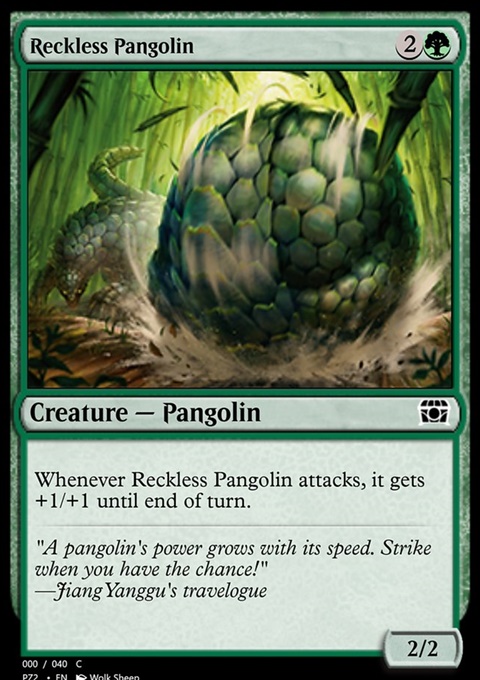 Reckless Pangolin 2
Creature — Pangolin
Whenever Reckless Pangolin attacks, it gets
+1/+1 until end of turn.
"A pangolin's power grows with its speed. Strike
when you have the chance!"
—Jiang Yanggu's travelogue
2/2
000 / 040 C
PZ2 • EN Wolk Sheep